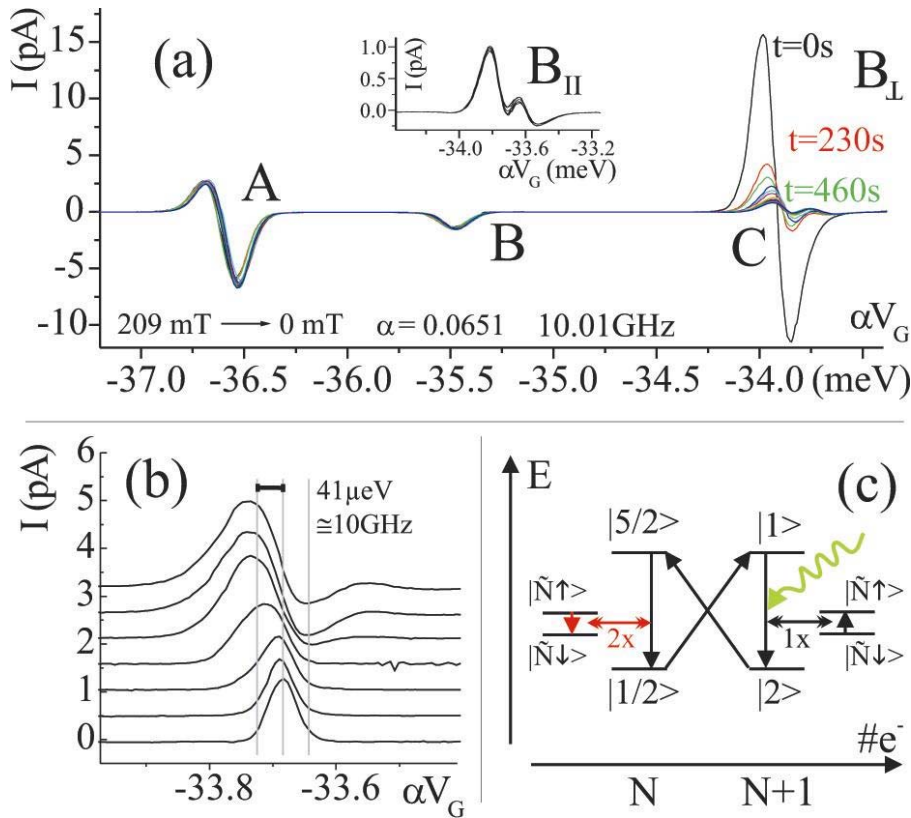 I (pA)
15
10
5
0
-5
-10
(a)
I (pA)
1.0
0.5
0.0
-34.0 -33.6 -33.2
αV_G (meV)
B_II
t=0s
B_⊥
t=230s
t=460s
A
B
C
209 mT → 0 mT α = 0.0651 10.01GHz αV_G
-37.0 -36.5 -35.5 -35.0 -34.5 -34.0 (meV)
(b)
I (pA)
6
5
4
3
2
1
0
41µeV
≅10GHz
-33.8 -33.6 αV_G
(c)
E
|5/2> |1>
|Ñ↑> |Ñ↑>
2x 1x
|Ñ↓> |Ñ↓>
|1/2> |2>
#e⁻
N N+1